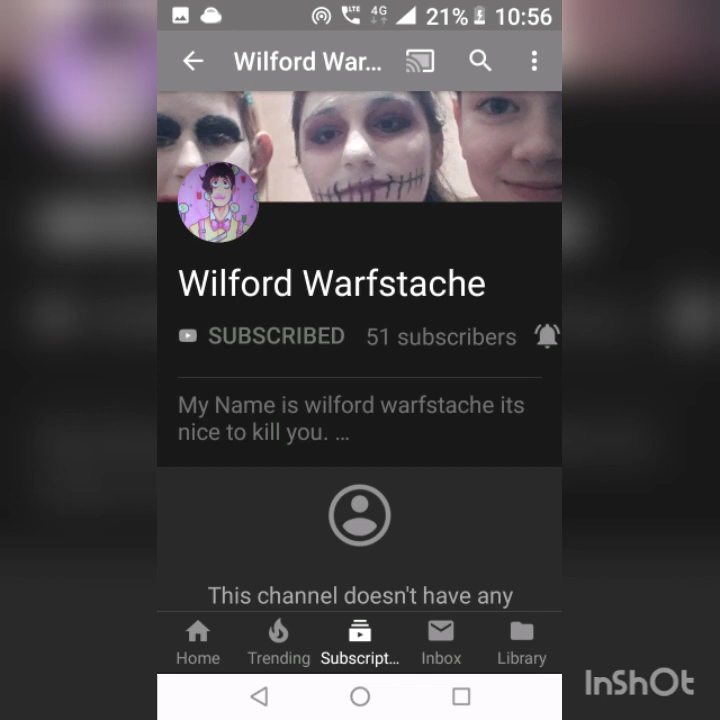 LTE 4G 21% 10:56
Wilford War...
Wilford Warfstache
SUBSCRIBED 51 subscribers
My Name is wilford warfstache its
nice to kill you. ...
This channel doesn't have any
Home Trending Subscript... Inbox Library
InShOt